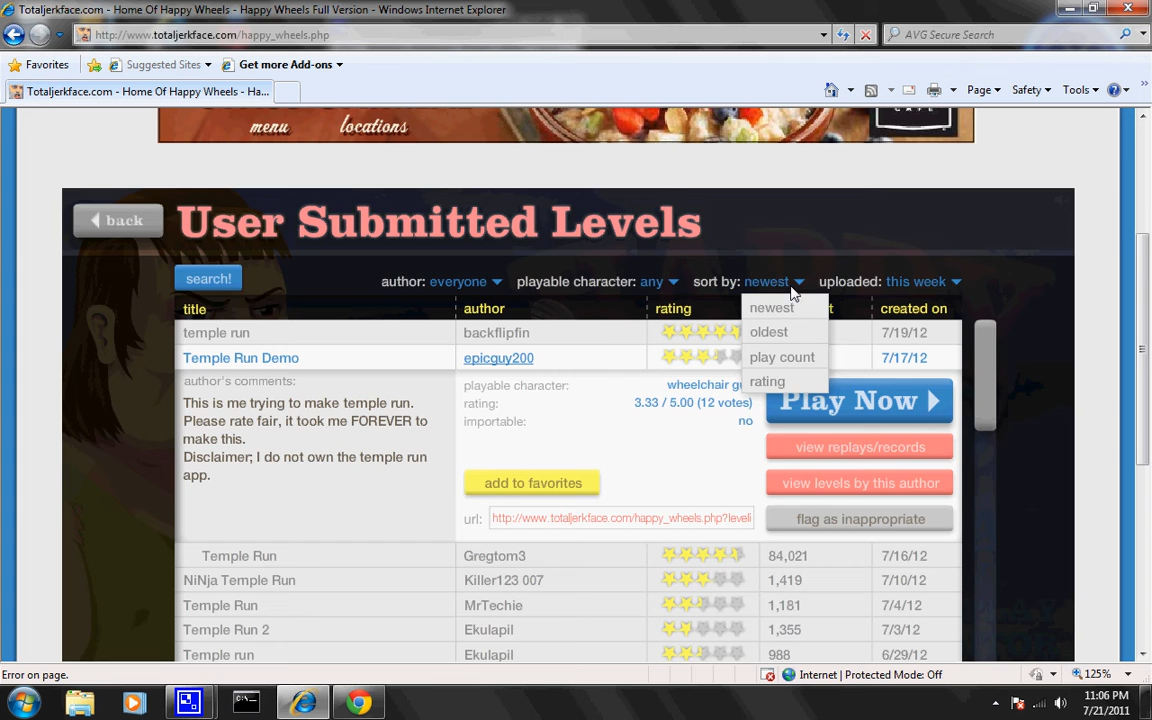 Totaljerkface.com - Home Of Happy Wheels - Happy Wheels Full Version - Windows Internet Explorer
http://www.totaljerkface.com/happy_wheels.php
AVG Secure Search
Favorites Suggested Sites Get more Add-ons
Totaljerkface.com - Home Of Happy Wheels - Ha...
Page Safety Tools
menu locations
CAFE
back User Submitted Levels
search! author: everyone playable character: any sort by: newest uploaded: this week
title author rating created on
newest
oldest
play count
rating
temple run backflipfin 7/19/12
Temple Run Demo epicguy200 7/17/12
author's comments:
This is me trying to make temple run.
Please rate fair, it took me FOREVER to
make this.
Disclaimer; I do not own the temple run
app.
playable character: wheelchair
rating: 3.33 / 5.00 (12 votes)
importable: no
Play Now
view replays/records
add to favorites
view levels by this author
url: http://www.totaljerkface.com/happy_wheels.php?leveli
flag as inappropriate
Temple Run Gregtom3 84,021 7/16/12
NiNja Temple Run Killer123 007 1,419 7/10/12
Temple Run MrTechie 1,181 7/4/12
Temple Run 2 Ekulapil 1,355 7/3/12
Temple run Ekulapil 988 6/29/12
Error on page. Internet | Protected Mode: Off 125%
11:06 PM
7/21/2011